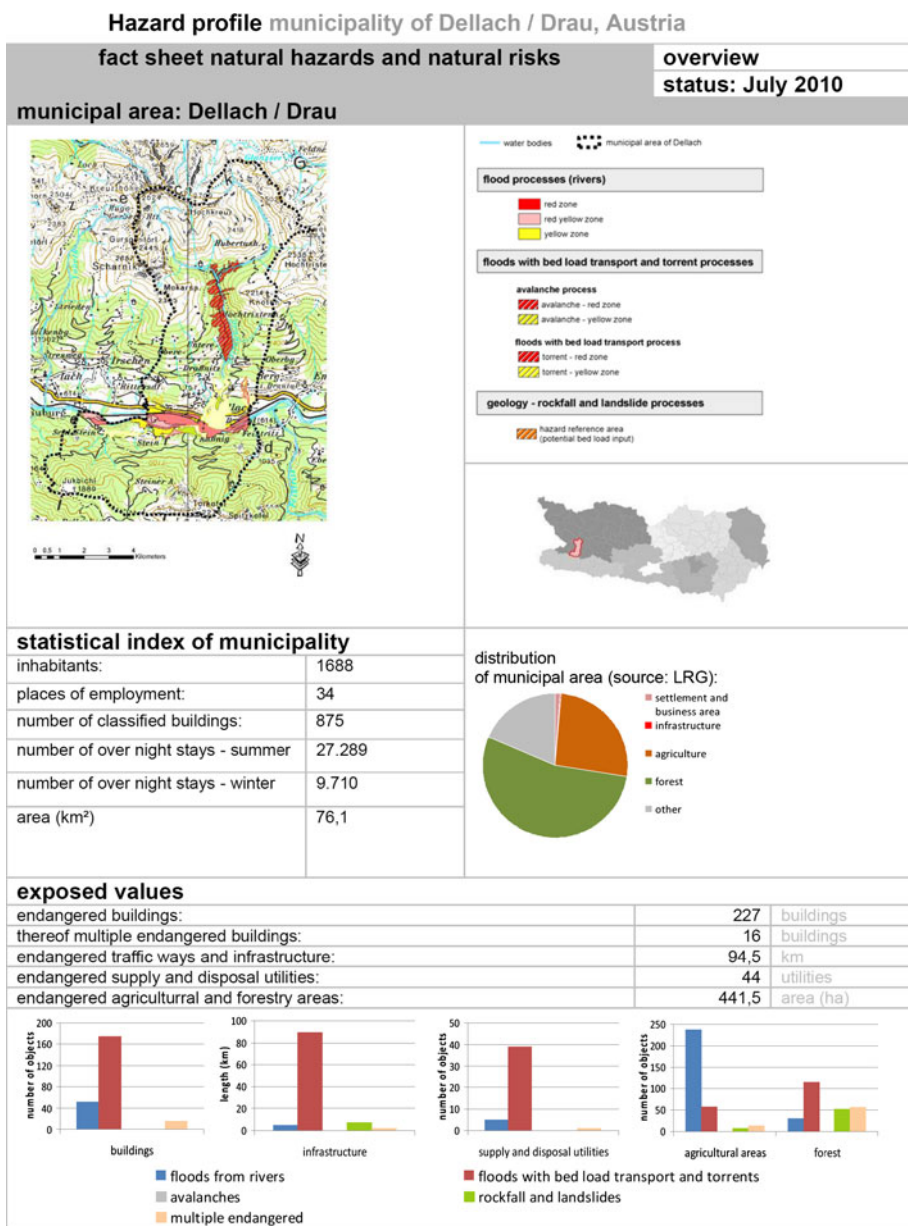 Hazard profile municipality of Dellach / Drau, Austria
fact sheet natural hazards and natural risks
overview
status: July 2010
municipal area: Dellach / Drau
water bodies
municipal area of Dellach
flood processes (rivers)
red zone
red yellow zone
yellow zone
floods with bed load transport and torrent processes
avalanche process
avalanche - red zone
avalanche - yellow zone
floods with bed load transport process
torrent - red zone
torrent - yellow zone
geology - rockfall and landslide processes
hazard reference area
(potential bed load input)
Scharnik
Irschen
Stein
0 0,5 1 2 3 4
Kilometers
N
statistical index of municipality
inhabitants: 1688
places of employment: 34
number of classified buildings: 875
number of over night stays - summer 27.289
number of over night stays - winter 9.710
area (km²) 76,1
distribution
of municipal area (source: LRG):
settlement and
business area
infrastructure
agriculture
forest
other
exposed values
endangered buildings: 227 buildings
thereof multiple endangered buildings: 16 buildings
endangered traffic ways and infrastructure: 94,5 km
endangered supply and disposal utilities: 44 utilities
endangered agriculturral and forestry areas: 441,5 area (ha)
number of objects
200
160
120
80
40
0
buildings
length (km)
100
80
60
40
20
0
infrastructure
number of objects
50
40
30
20
10
0
supply and disposal utilities
number of objects
250
200
150
100
50
0
agricultural areas forest
floods from rivers
floods with bed load transport and torrents
avalanches
rockfall and landslides
multiple endangered